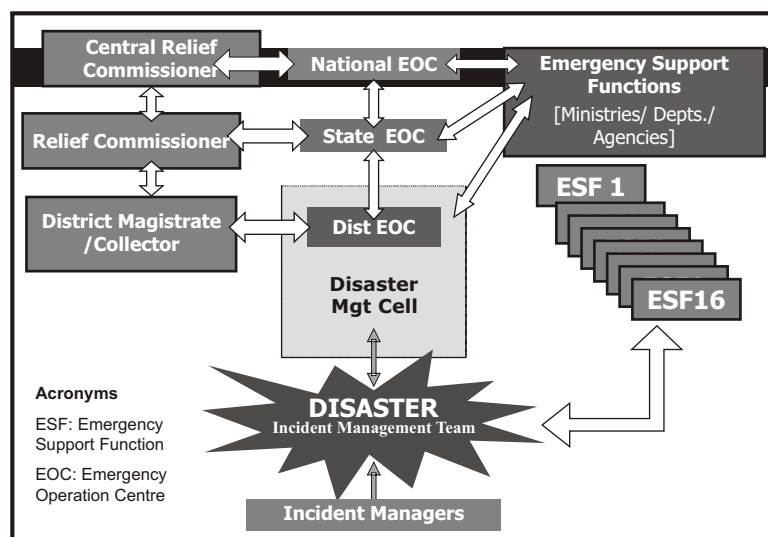 Central Relief
Commissioner
National EOC
Emergency Support
Functions
[Ministries/ Depts./
Agencies]
Relief Commissioner
State EOC
ESF 1
District Magistrate
/Collector
Dist EOC
Disaster
Mgt Cell
ESF16
Acronyms
ESF: Emergency
Support Function
EOC: Emergency
Operation Centre
DISASTER
Incident Management Team
Incident Managers